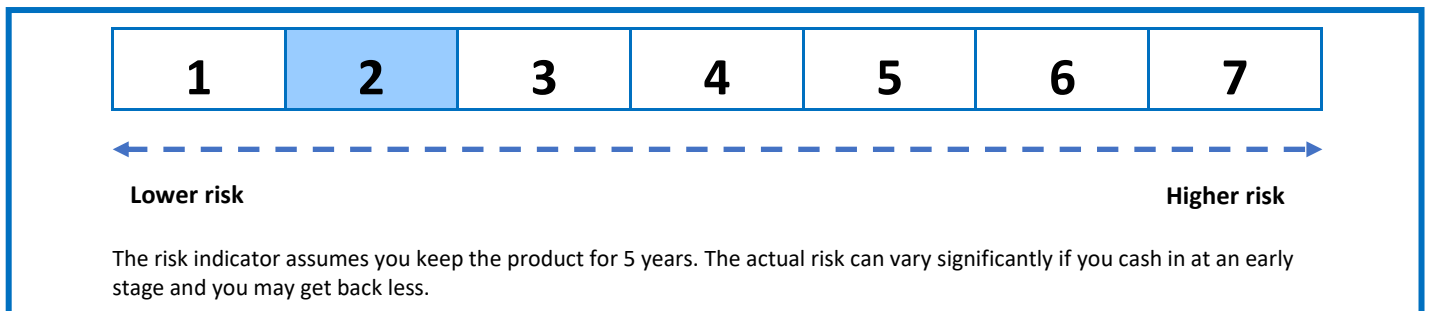 1 2 3 4 5 6 7
Lower risk Higher risk
The risk indicator assumes you keep the product for 5 years. The actual risk can vary significantly if you cash in at an early
stage and you may get back less.